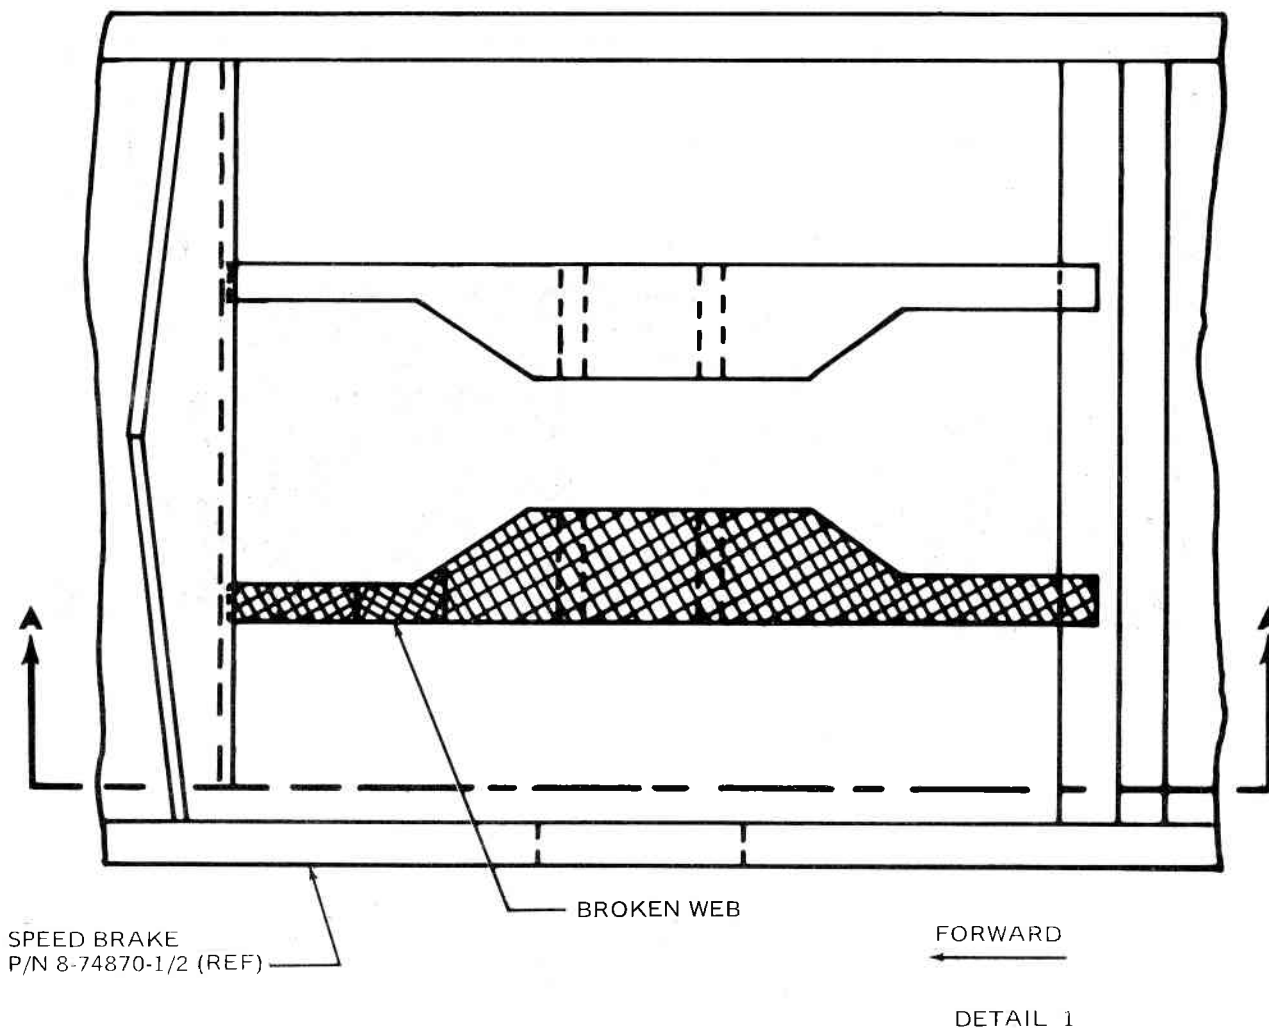 A
BROKEN WEB
SPEED BRAKE
P/N 8-74870-1/2 (REF)
FORWARD
DETAIL 1